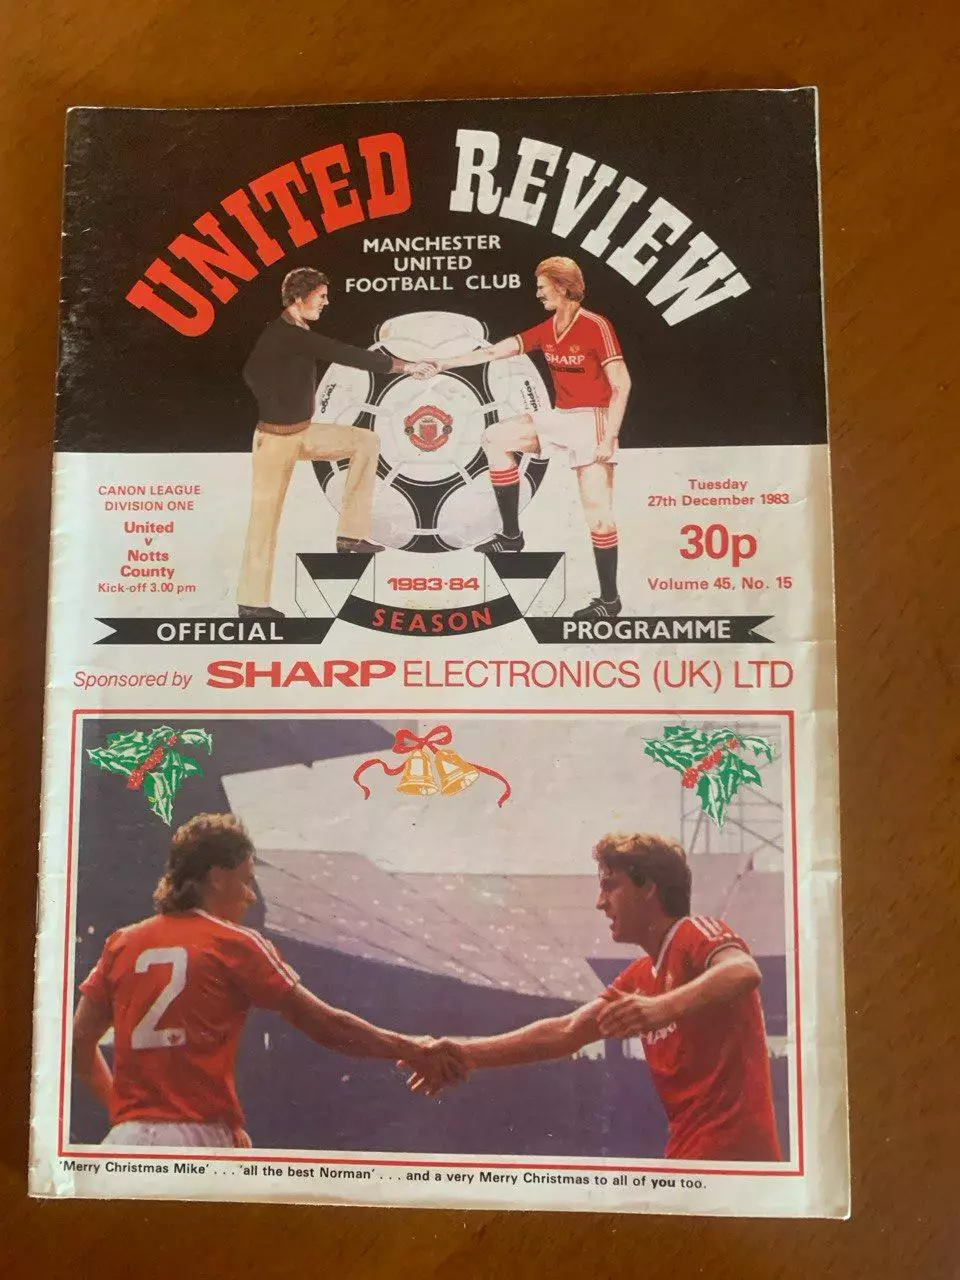 UNITED REVIEW
MANCHESTER
UNITED
FOOTBALL CLUB
SHARP
Tango
adidas
CANON LEAGUE
DIVISION ONE
United
v
Notts
County
Kick-off 3.00 pm
Tuesday
27th December 1983
30p
Volume 45, No. 15
1983-84
OFFICIAL SEASON PROGRAMME
Sponsored by SHARP ELECTRONICS (UK) LTD
2
'Merry Christmas Mike' . . . 'all the best Norman' . . . and a very Merry Christmas to all of you too.